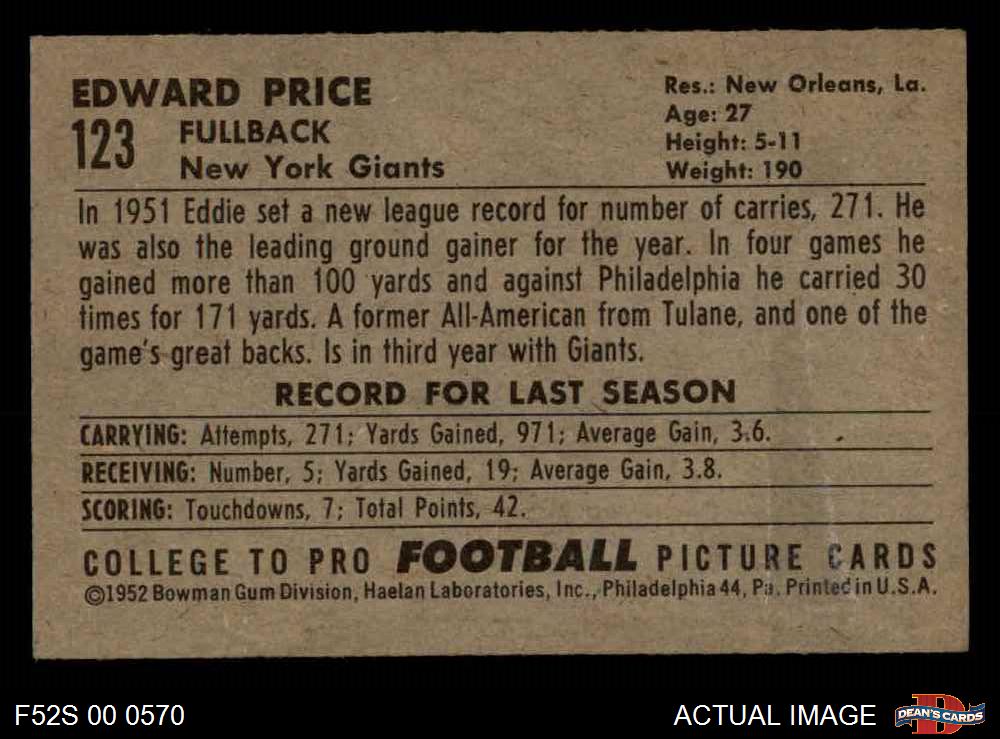 EDWARD PRICE
123
FULLBACK
New York Giants
Res.: New Orleans, La.
Age: 27
Height: 5-11
Weight: 190
In 1951 Eddie set a new league record for number of carries, 271. He
was also the leading ground gainer for the year. In four games he
gained more than 100 yards and against Philadelphia he carried 30
times for 171 yards. A former All-American from Tulane, and one of the
game's great backs. Is in third year with Giants.
RECORD FOR LAST SEASON
CARRYING: Attempts, 271; Yards Gained, 971; Average Gain, 3.6.
RECEIVING: Number, 5; Yards Gained, 19; Average Gain, 3.8.
SCORING: Touchdowns, 7; Total Points, 42.
COLLEGE TO PRO FOOTBALL PICTURE CARDS
©1952 Bowman Gum Division, Haelan Laboratories, Inc., Philadelphia 44, Pa. Printed in U.S.A.
F52S 00 0570
ACTUAL IMAGE
D
DEAN'S CARDS